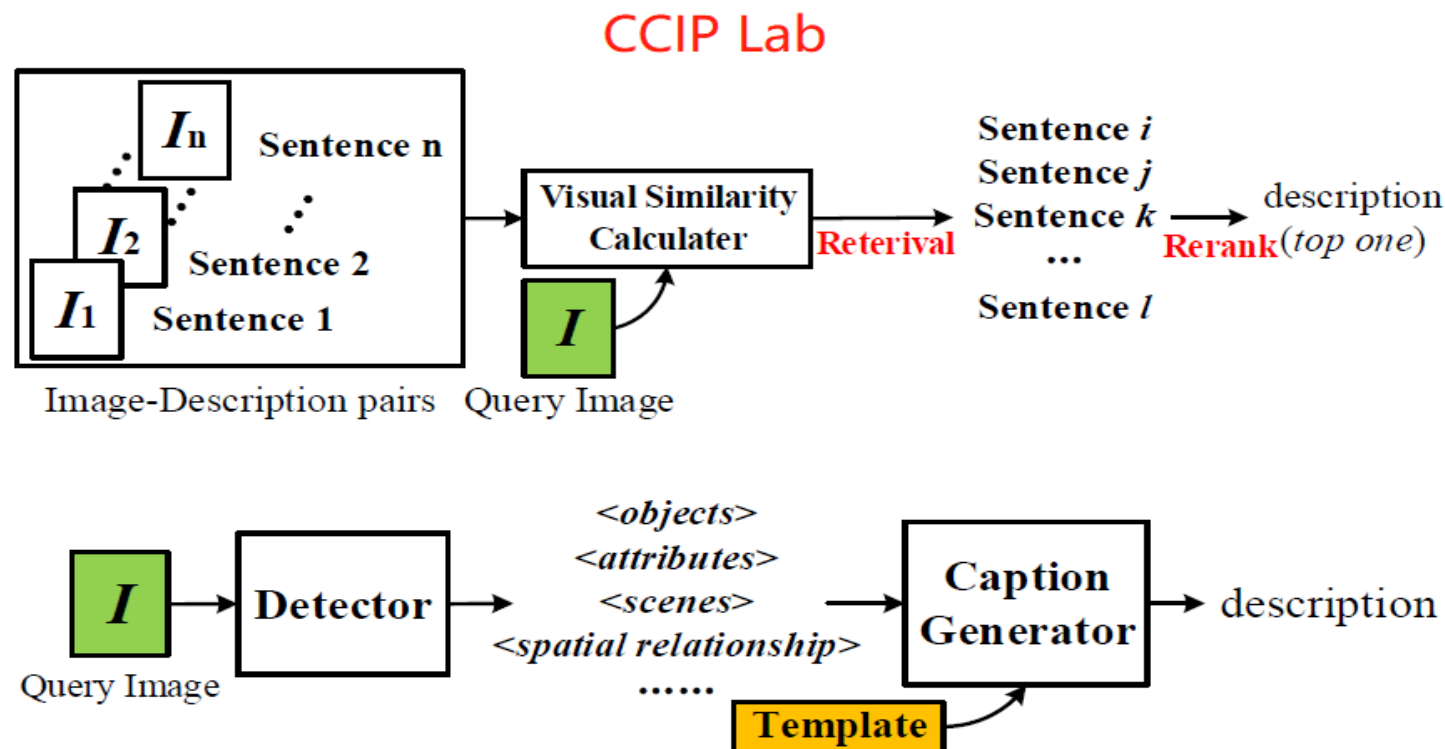 CCIP Lab
In
Sentence n
I2
Sentence 2
I1
Sentence 1
Image-Description pairs
Visual Similarity
Calculater
I
Query Image
Reterival
Sentence i
Sentence j
Sentence k
...
Sentence l
Rerank
description
(top one)
I
Query Image
Detector
<objects>
<attributes>
<scenes>
<spatial relationship>
......
Template
Caption
Generator
description